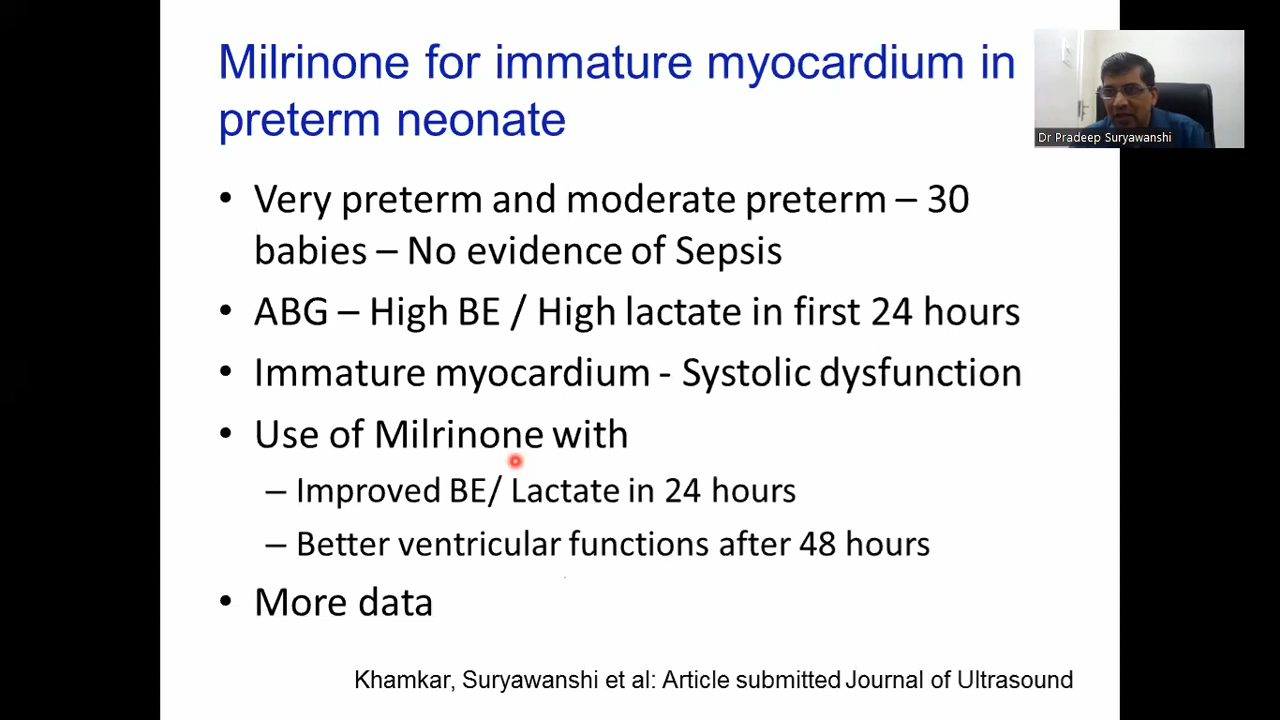 Milrinone for immature myocardium in
preterm neonate
Dr Pradeep Suryawanshi
• Very preterm and moderate preterm – 30
babies – No evidence of Sepsis
• ABG – High BE / High lactate in first 24 hours
• Immature myocardium - Systolic dysfunction
• Use of Milrinone with
– Improved BE/ Lactate in 24 hours
– Better ventricular functions after 48 hours
• More data
Khamkar, Suryawanshi et al: Article submitted Journal of Ultrasound